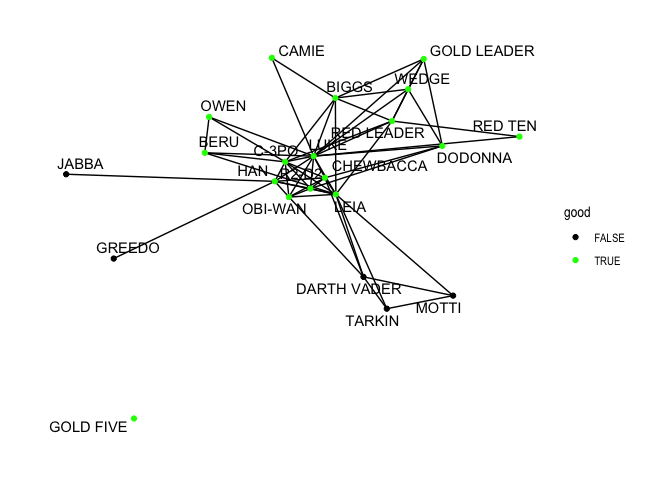 CAMIE
GOLD LEADER
WEDGE
BIGGS
OWEN
RED TEN
RED LEADER
BERU
LUKE
C-3PO
DODONNA
JABBA
CHEWBACCA
HAN
R2-D2
OBI-WAN
LEIA
good
FALSE
GREEDO
TRUE
DARTH VADER
MOTTI
TARKIN
GOLD FIVE